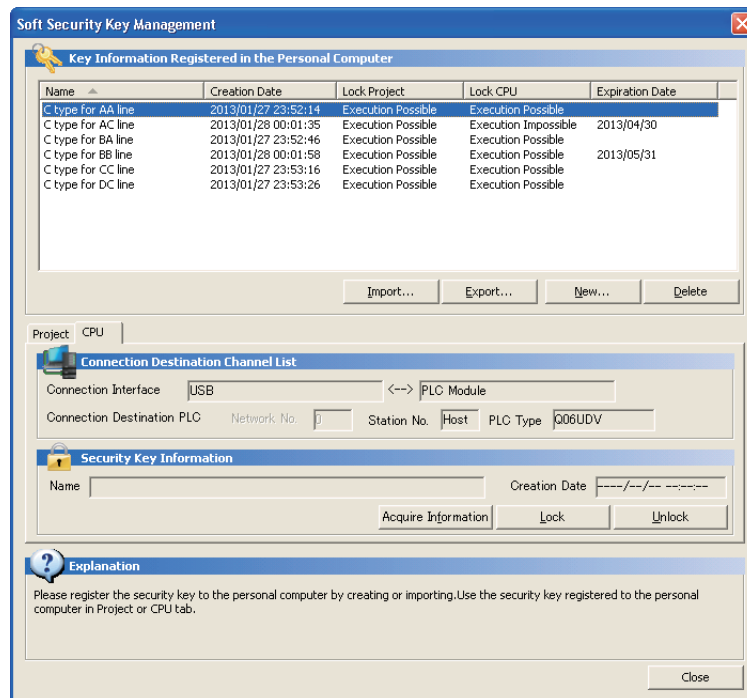 Soft Security Key Management
Key Information Registered in the Personal Computer
Name Creation Date Lock Project Lock CPU Expiration Date
C type for AA line 2013/01/27 23:52:14 Execution Possible Execution Possible
C type for AC line 2013/01/28 00:01:35 Execution Possible Execution Impossible 2013/04/30
C type for BA line 2013/01/27 23:52:46 Execution Possible Execution Possible
C type for BB line 2013/01/28 00:01:58 Execution Possible Execution Possible 2013/05/31
C type for CC line 2013/01/27 23:53:16 Execution Possible Execution Possible
C type for DC line 2013/01/27 23:53:26 Execution Possible Execution Possible
Import... Export... New... Delete
Project CPU
Connection Destination Channel List
Connection Interface USB <--> PLC Module
Connection Destination PLC Network No. 0 Station No. Host PLC Type Q06UDV
Security Key Information
Name Creation Date ----/--/-- --:--:--
Acquire Information Lock Unlock
Explanation
Please register the security key to the personal computer by creating or importing.Use the security key registered to the personal
computer in Project or CPU tab.
Close